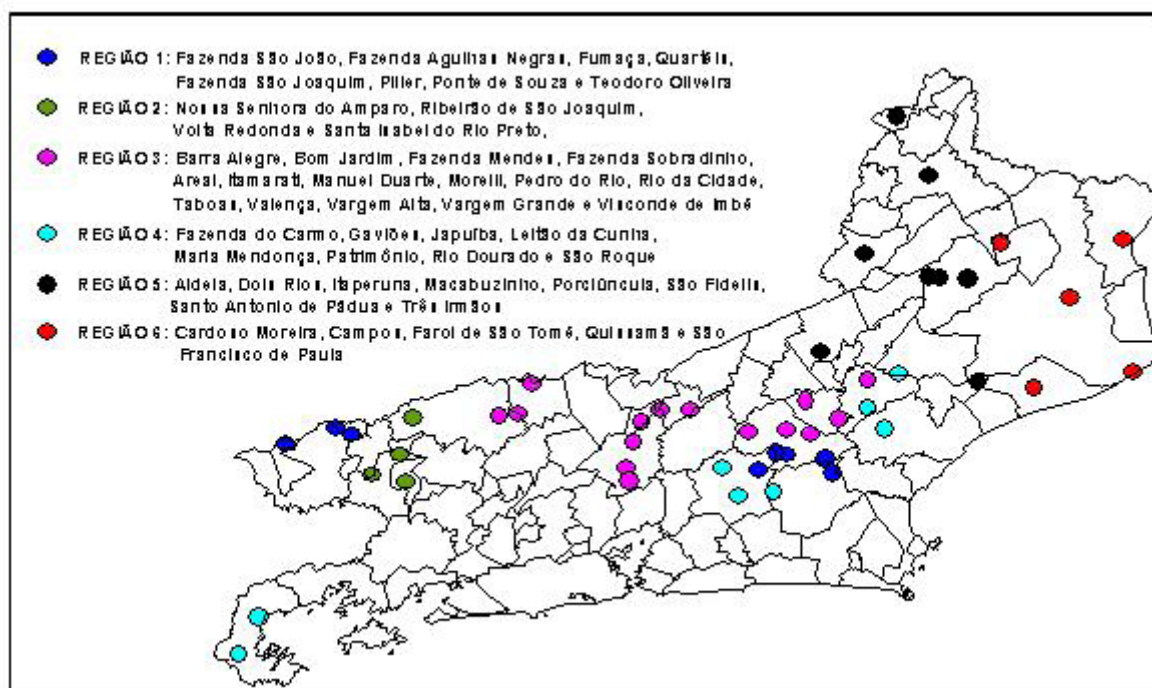 REGIÃO 1: Fazenda São João, Fazenda Agulhas Negras, Fumaça, Quartéis,
Fazenda São Joaquim, Piller, Ponte de Souza e Teodoro Oliveira
REGIÃO 2: Nossa Senhora do Amparo, Ribeirão de São Joaquim,
Volta Redonda e Santa Isabel do Rio Preto,
REGIÃO 3: Barra Alegre, Bom Jardim, Fazenda Mendes, Fazenda Sobradinho,
Areal, Itamarati, Manuel Duarte, Morelli, Pedro do Rio, Rio da Cidade,
Taboas, Valença, Vargem Alta, Vargem Grande e Visconde de Imbé
REGIÃO 4: Fazenda do Carmo, Gaviões, Japuíba, Leitão da Cunha,
Maria Mendonça, Patrimônio, Rio Dourado e São Roque
REGIÃO 5: Aldeia, Dois Rios, Itaperuna, Macabuzinho, Porciúncula, São Fidelis,
Santo Antonio de Pádua e Três Irmãos
REGIÃO 6: Cardoso Moreira, Campos, Farol de São Tomé, Quissamã e São
Francisco de Paula